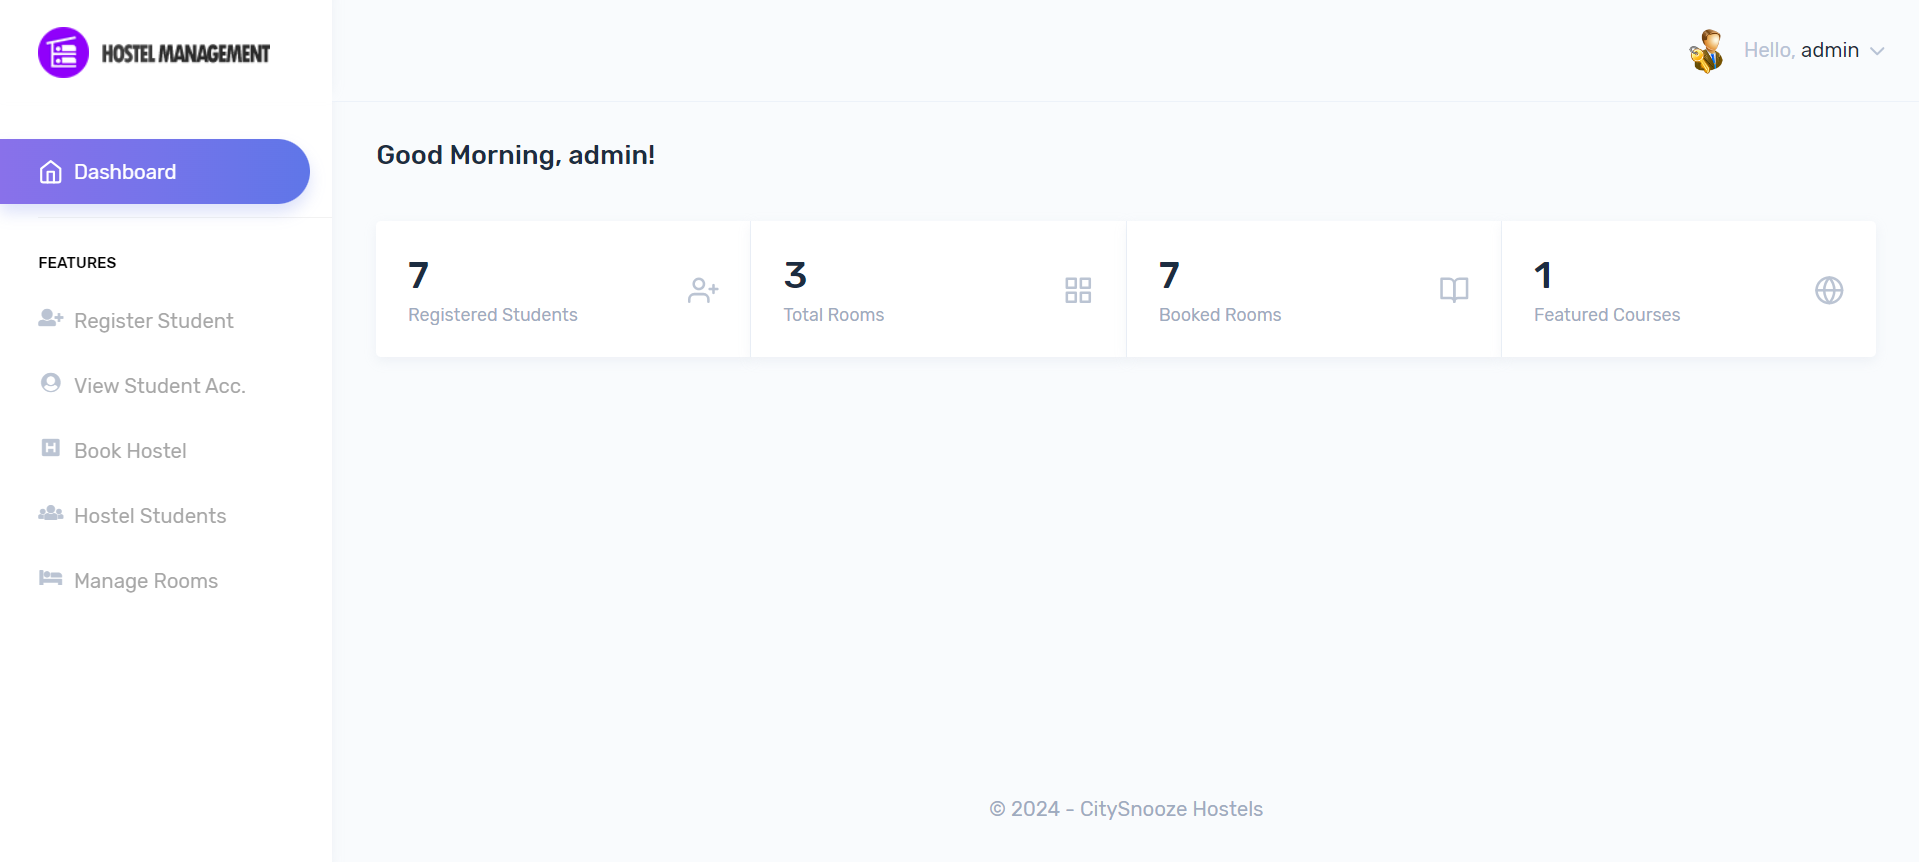 HOSTEL MANAGEMENT
Hello, admin
Dashboard
FEATURES
Register Student
View Student Acc.
Book Hostel
Hostel Students
Manage Rooms
Good Morning, admin!
7
Registered Students
3
Total Rooms
7
Booked Rooms
1
Featured Courses
© 2024 - CitySnooze Hostels